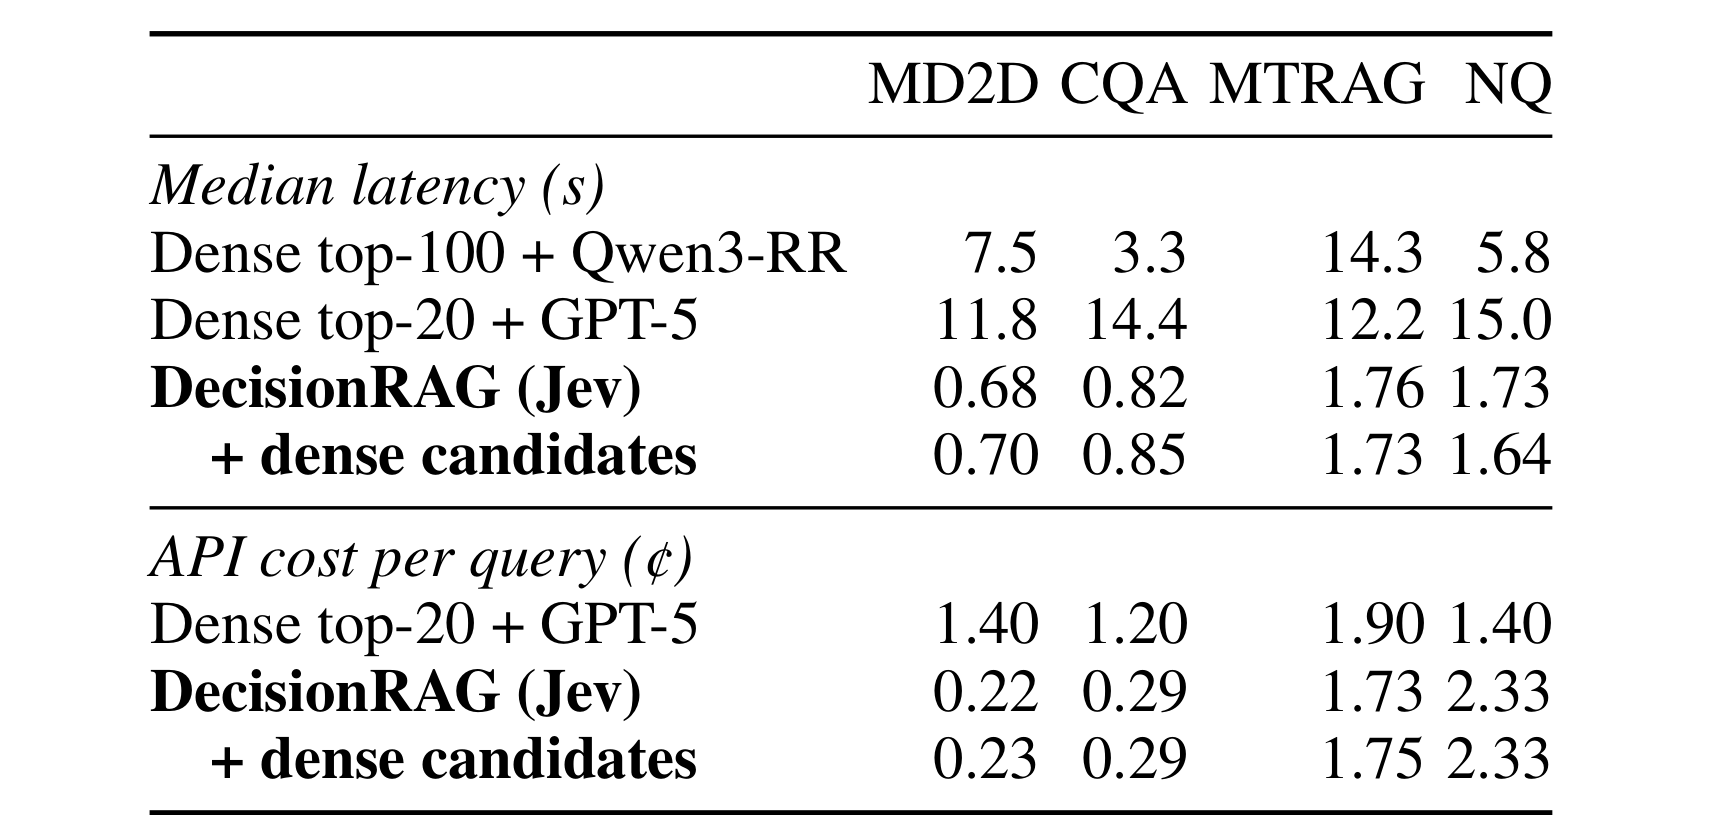 MD2D CQA MTRAG NQ
Median latency (s)
Dense top-100 + Qwen3-RR 7.5 3.3 14.3 5.8
Dense top-20 + GPT-5 11.8 14.4 12.2 15.0
DecisionRAG (Jev) 0.68 0.82 1.76 1.73
+ dense candidates 0.70 0.85 1.73 1.64
API cost per query (¢)
Dense top-20 + GPT-5 1.40 1.20 1.90 1.40
DecisionRAG (Jev) 0.22 0.29 1.73 2.33
+ dense candidates 0.23 0.29 1.75 2.33